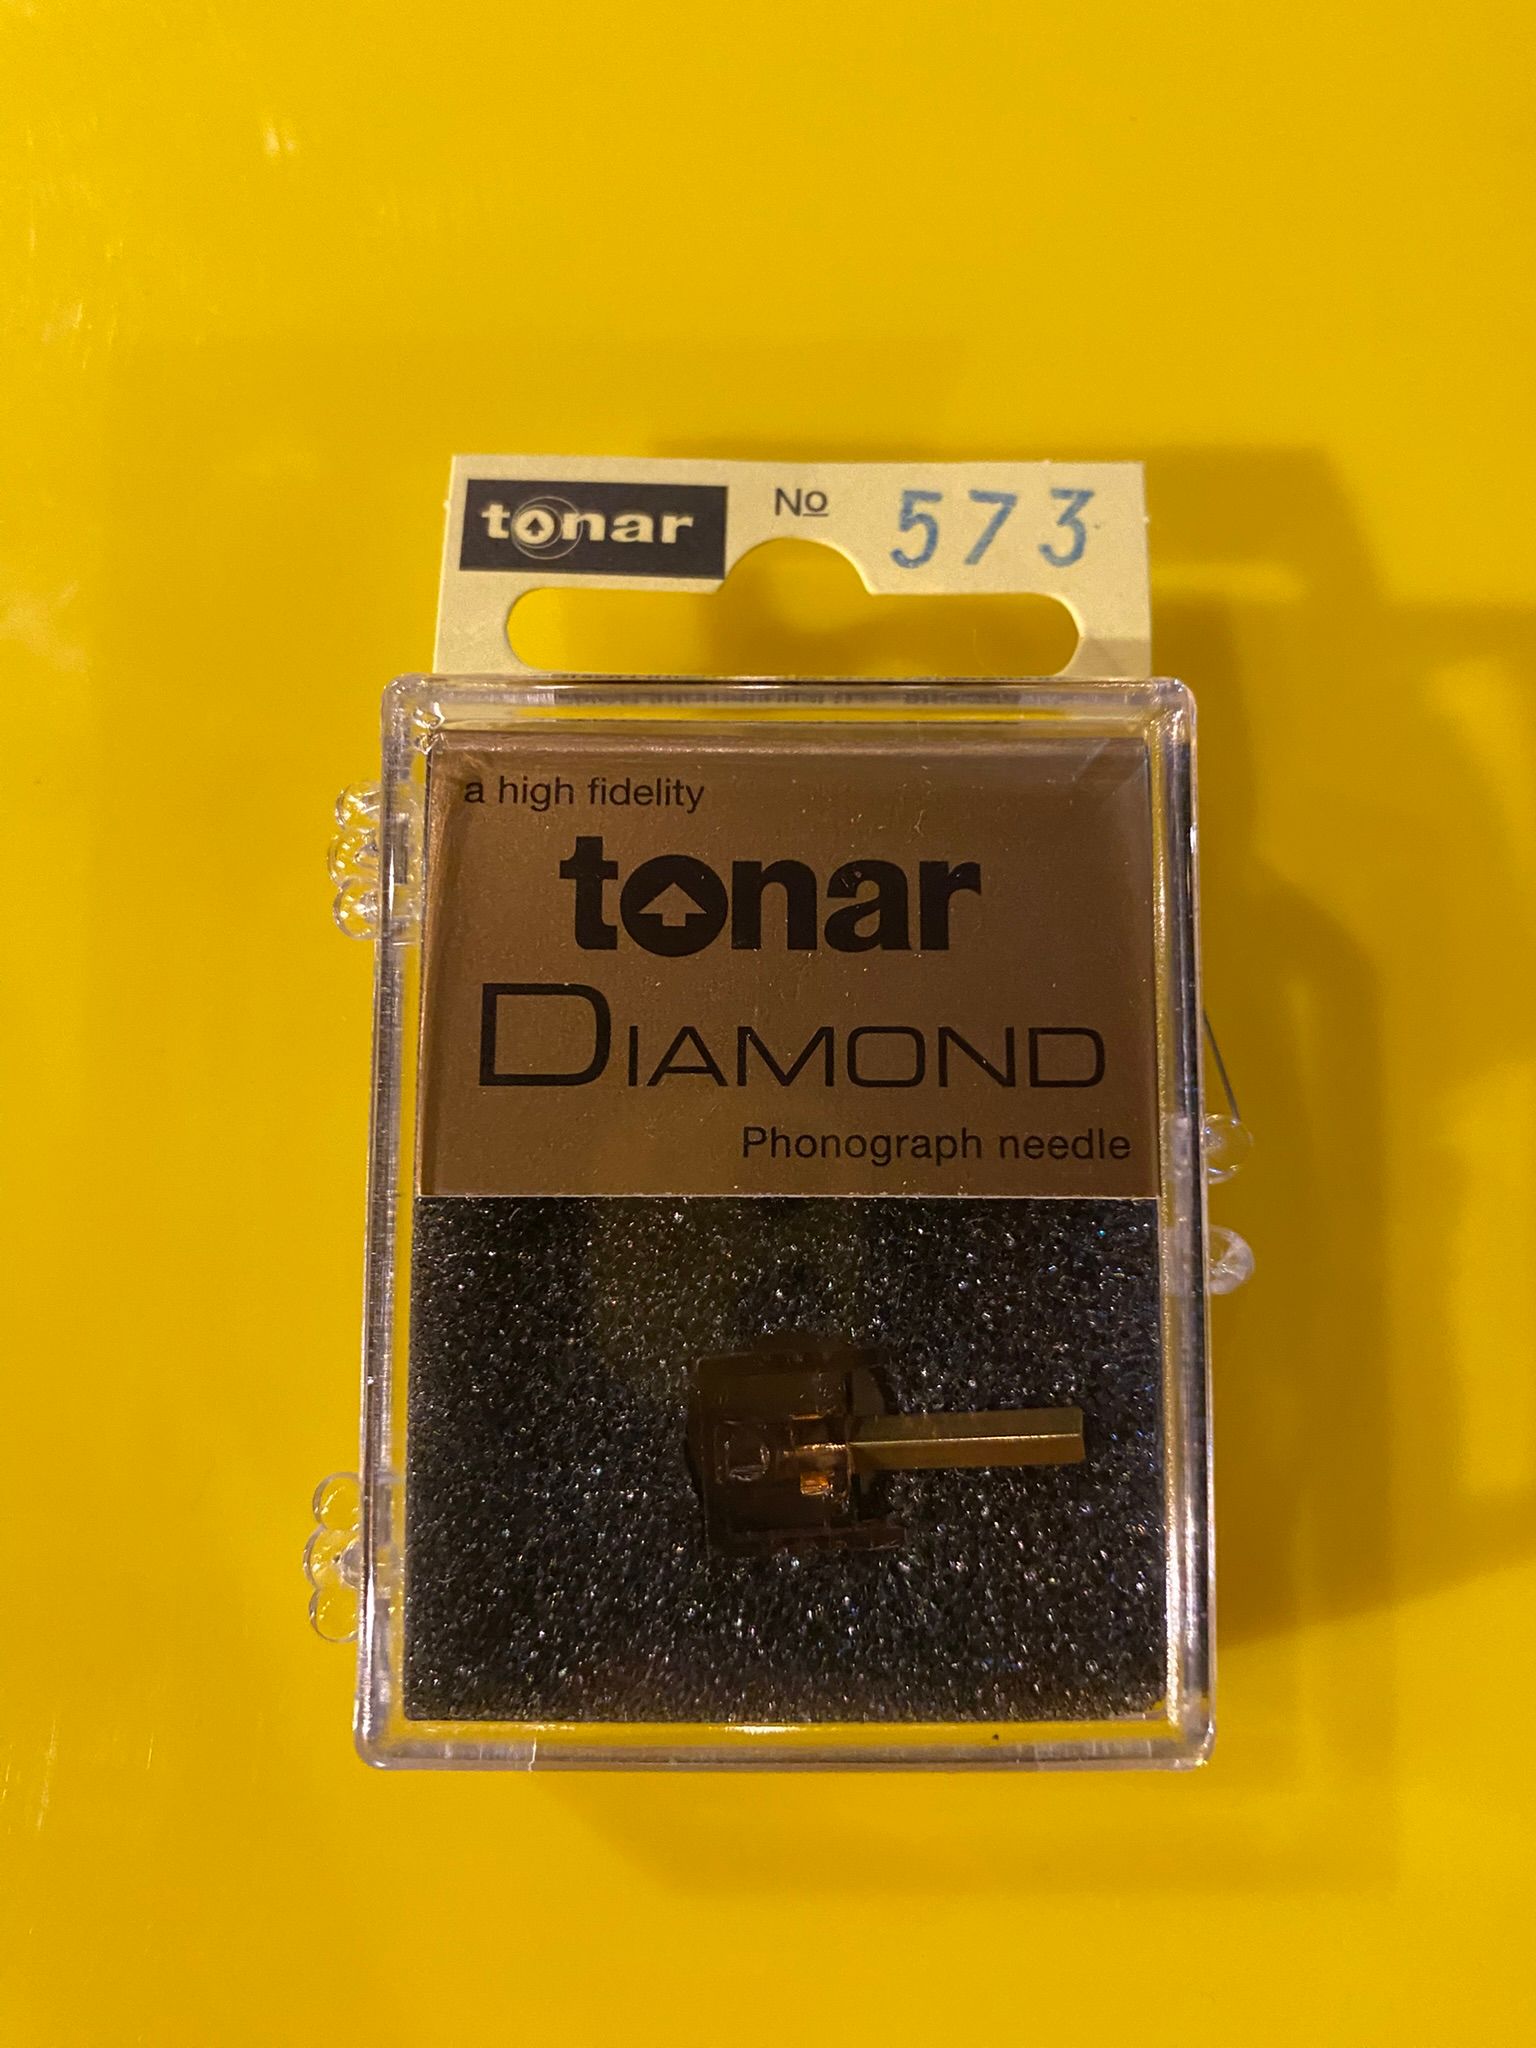 tonar No 573
a high fidelity
tonar
DIAMOND
Phonograph needle